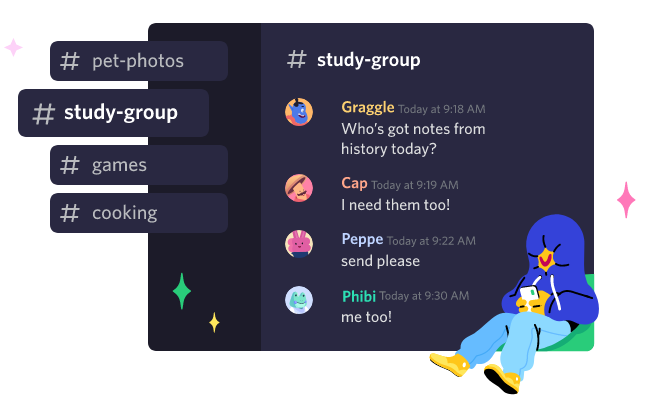 # pet-photos
# study-group
# games
# cooking
# study-group
Graggle Today at 9:18 AM
Who's got notes from
history today?
Cap Today at 9:19 AM
I need them too!
Peppe Today at 9:22 AM
send please
Phibi Today at 9:30 AM
me too!